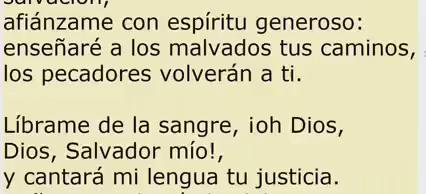 salvación,
afiánzame con espíritu generoso:
enseñaré a los malvados tus caminos,
los pecadores volverán a ti.
Líbrame de la sangre, ¡oh Dios,
Dios, Salvador mío!,
y cantará mi lengua tu justicia.